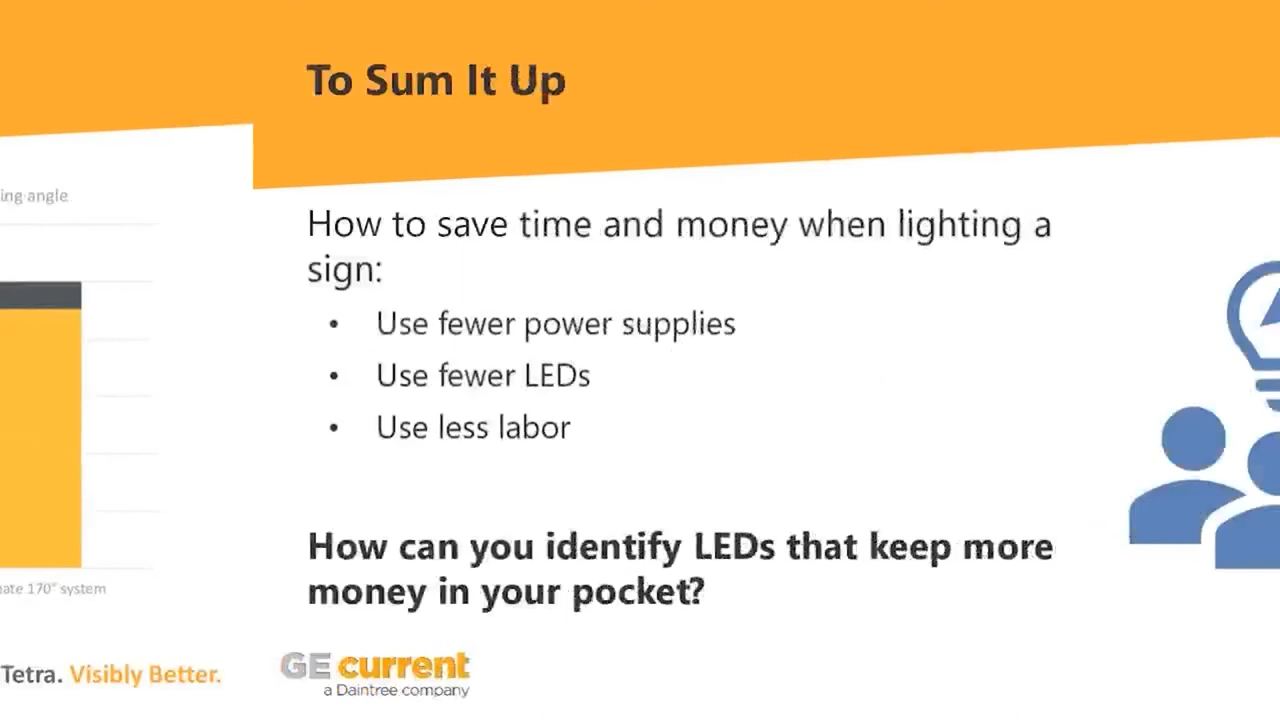 To Sum It Up
ing angle
How to save time and money when lighting a
sign:
• Use fewer power supplies
• Use fewer LEDs
• Use less labor
How can you identify LEDs that keep more
money in your pocket?
170° system
Tetra. Visibly Better.
GE current
a Daintree company